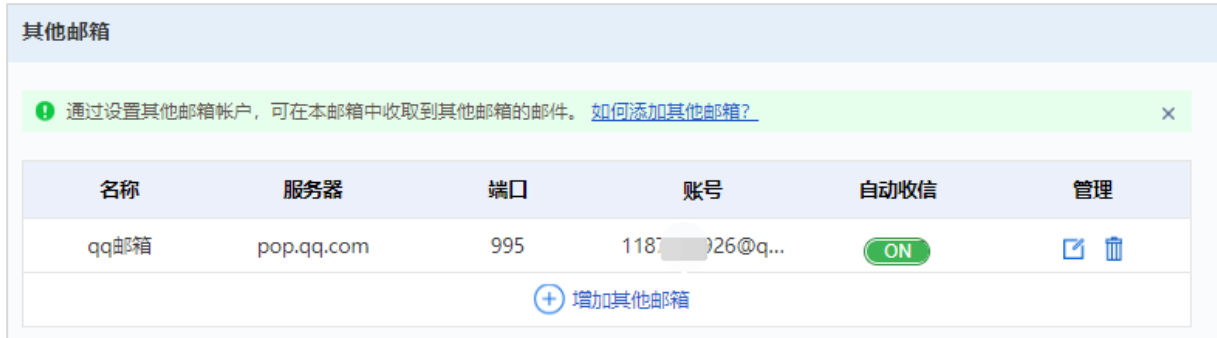 其他邮箱
通过设置其他邮箱帐户，可在本邮箱中收取到其他邮箱的邮件。 如何添加其他邮箱？
名称 服务器 端口 账号 自动收信 管理
qq邮箱 pop.qq.com 995 1187 926@q... ON
增加其他邮箱